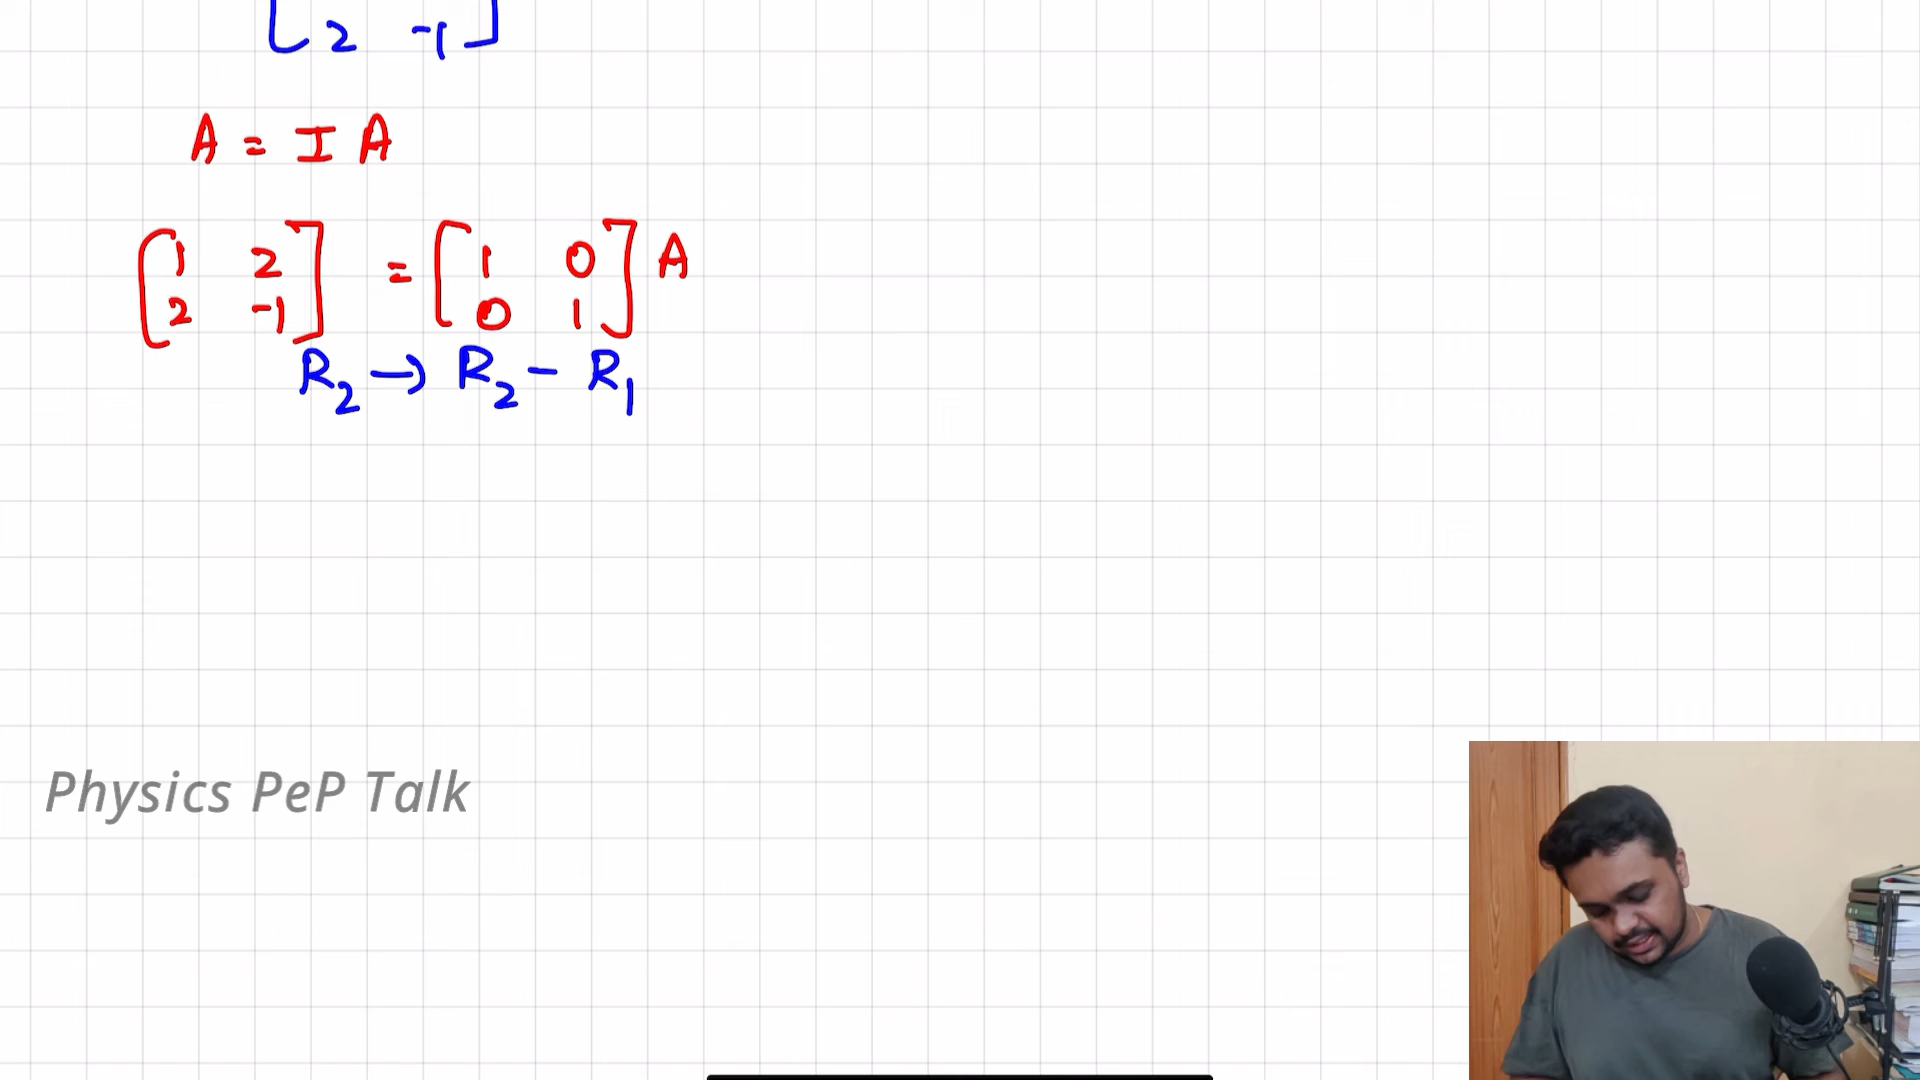 2 -1
A = I A
[1 2] = [1 0] A
[2 -1] [0 1]
R₂ → R₂ - R₁
Physics PeP Talk